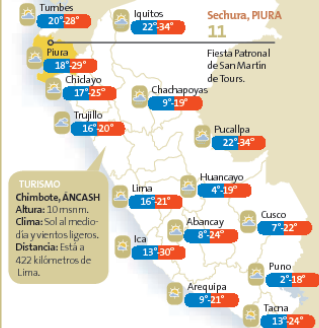 Tumbes
20°-28°
Iquitos
22°-34°
Sechura, PIURA
11
Fiesta Patronal
de San Martín
de Tours.
Piura
18°-29°
Chiclayo
17°-25°
Chachapoyas
9°-19°
Trujillo
16°-20°
Pucallpa
22°-34°
TURISMO
Chimbote, ÁNCASH
Altura: 10 msnm.
Clima: Sol al medio-
día y vientos ligeros.
Distancia: Está a
422 kilómetros de
Lima.
Huancayo
4°-19°
Lima
16°-21°
Abancay
8°-24°
Cusco
7°-22°
Ica
13°-30°
Puno
2°-18°
Arequipa
9°-21°
Tacna
13°-24°